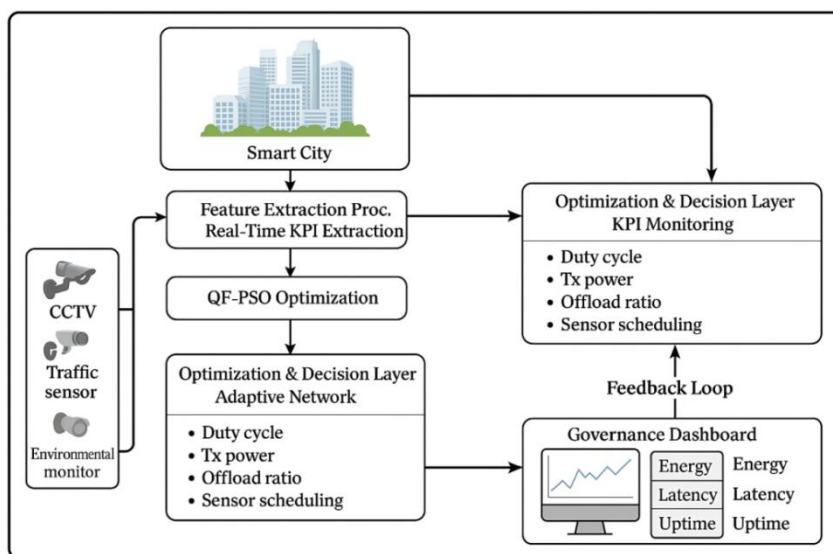 Smart City
Feature Extraction Proc.
Real-Time KPI Extraction
QF-PSO Optimization
CCTV
Traffic
sensor
Environmental
monitor
Optimization & Decision Layer
Adaptive Network
• Duty cycle
• Tx power
• Offload ratio
• Sensor scheduling
Optimization & Decision Layer
KPI Monitoring
• Duty cycle
• Tx power
• Offload ratio
• Sensor scheduling
Feedback Loop
Governance Dashboard
Energy Energy
Latency Latency
Uptime Uptime